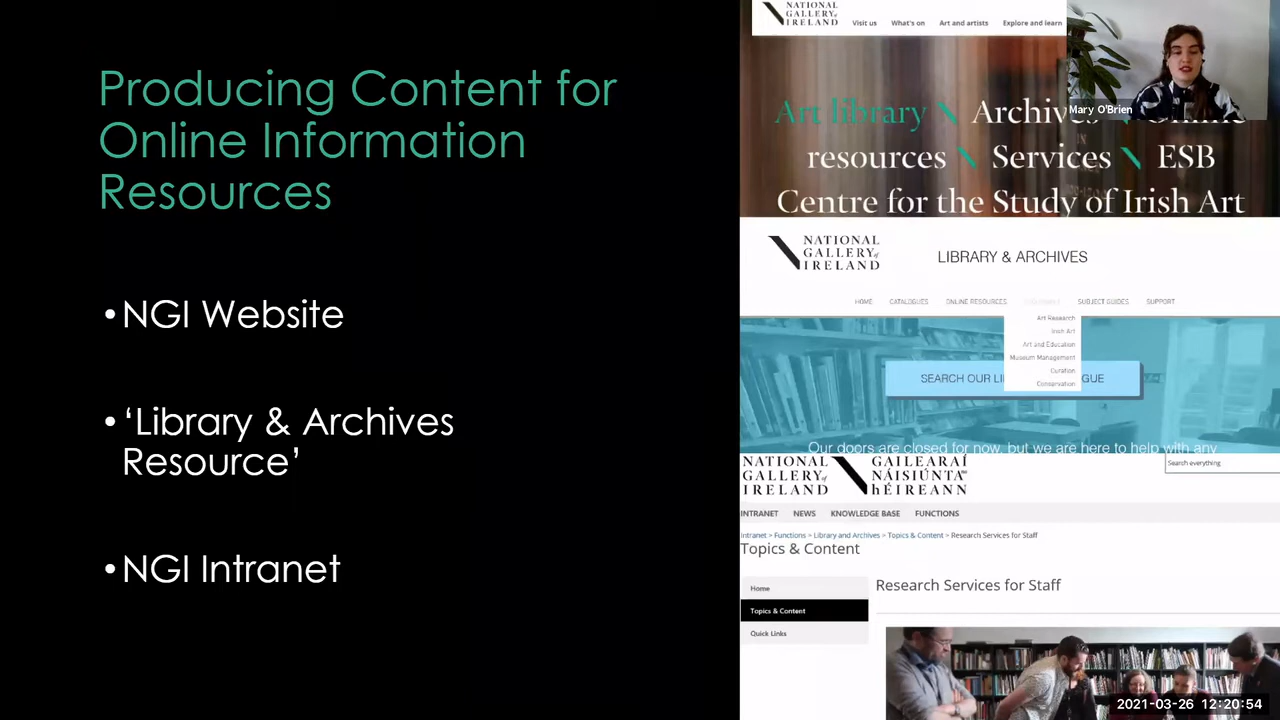 Producing Content for
Online Information
Resources
•NGI Website
•‘Library & Archives
Resource’
•NGI Intranet
NATIONAL
GALLERY of
IRELAND
Visit us What's on Art and artists Explore and learn
Mary O'Brien
Art library \ Archives \ Online
resources \ Services \ ESB
Centre for the Study of Irish Art
NATIONAL
GALLERY of
IRELAND
LIBRARY & ARCHIVES
HOME CATALOGUES ONLINE RESOURCES SUBJECT GUIDES SUPPORT
Art Research
Irish Art
Art and Education
Museum Management
Curation
Conservation
SEARCH OUR LI GUE
Our doors are closed for now, but we are here to help with any
NATIONAL
GALLERY of
IRELAND
GAILEARAÍ
NÁISIÚNTA na
hÉIREANN
Search everything
INTRANET NEWS KNOWLEDGE BASE FUNCTIONS
Intranet > Functions > Library and Archives > Topics & Content > Research Services for Staff
Topics & Content
Home
Topics & Content
Quick Links
Research Services for Staff
2021-03-26 12:20:54